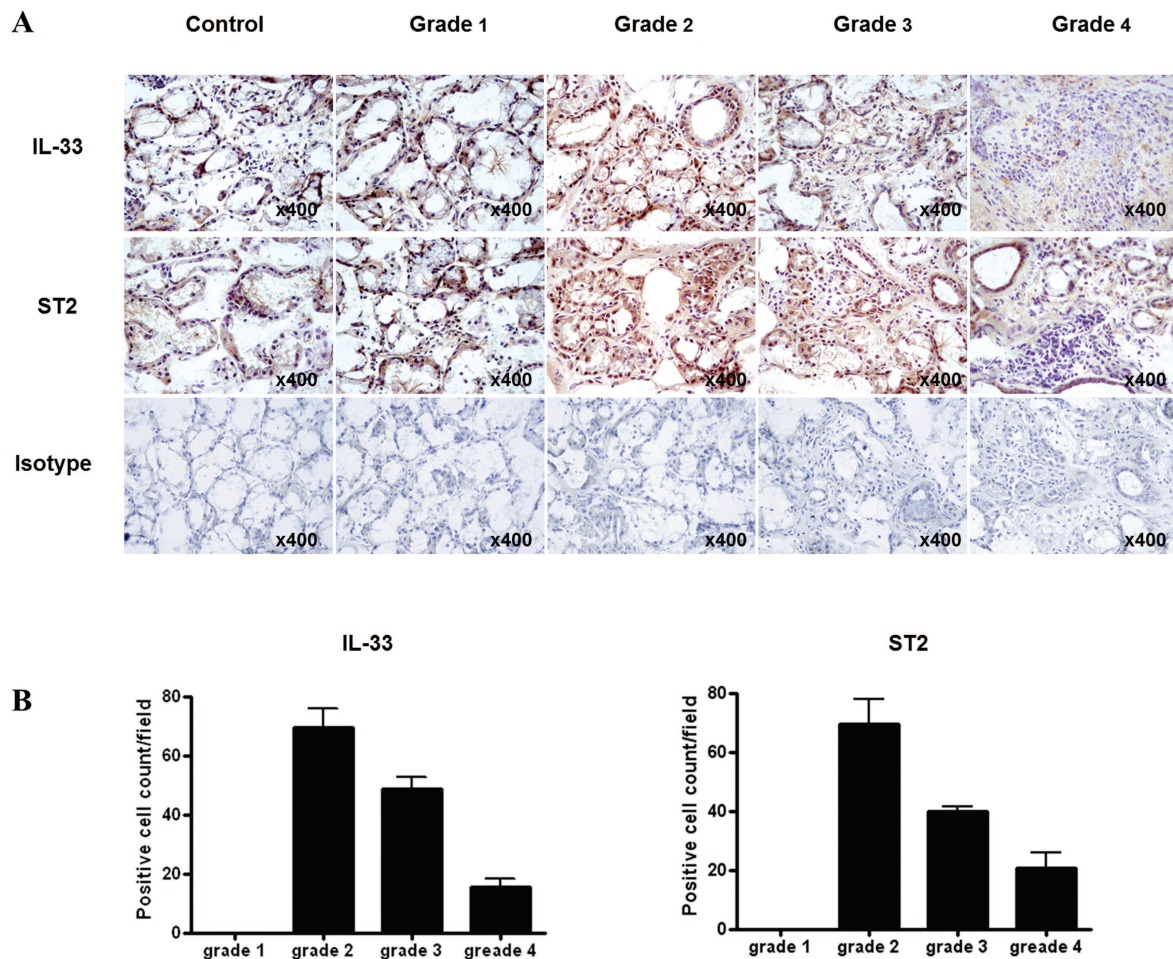 A
Control Grade 1 Grade 2 Grade 3 Grade 4
IL-33
x400 x400 x400 x400 x400
ST2
x400 x400 x400 x400 x400
Isotype
x400 x400 x400 x400 x400
B
IL-33
Positive cell count/field
80
60
40
20
0
grade 1 grade 2 grade 3 greade 4
ST2
Positive cell count/field
80
60
40
20
0
grade 1 grade 2 grade 3 greade 4